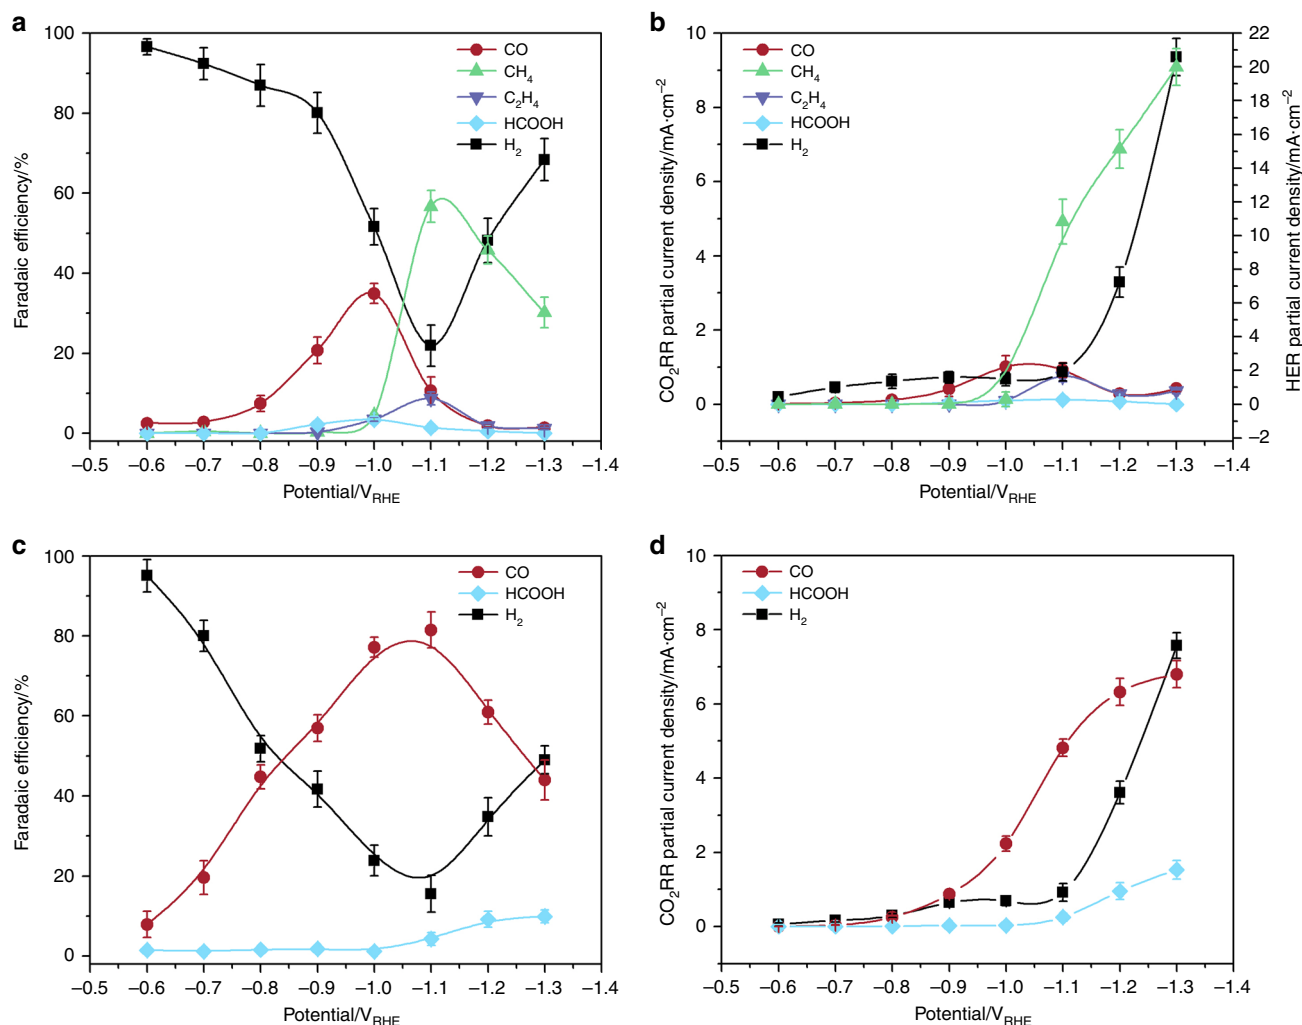 a
100
80
60
40
20
0
Faradaic efficiency/%
CO
CH₄
C₂H₄
HCOOH
H₂
−0.5 −0.6 −0.7 −0.8 −0.9 −1.0 −1.1 −1.2 −1.3 −1.4
Potential/V_RHE
b
10
8
6
4
2
0
CO₂RR partial current density/mA·cm⁻²
CO
CH₄
C₂H₄
HCOOH
H₂
22
20
18
16
14
12
10
8
6
4
2
0
−2
HER partial current density/mA·cm⁻²
−0.5 −0.6 −0.7 −0.8 −0.9 −1.0 −1.1 −1.2 −1.3 −1.4
Potential/V_RHE
c
100
80
60
40
20
0
Faradaic efficiency/%
CO
HCOOH
H₂
−0.5 −0.6 −0.7 −0.8 −0.9 −1.0 −1.1 −1.2 −1.3 −1.4
Potential/V_RHE
d
10
8
6
4
2
0
CO₂RR partial current density/mA·cm⁻²
CO
HCOOH
H₂
−0.5 −0.6 −0.7 −0.8 −0.9 −1.0 −1.1 −1.2 −1.3 −1.4
Potential/V_RHE